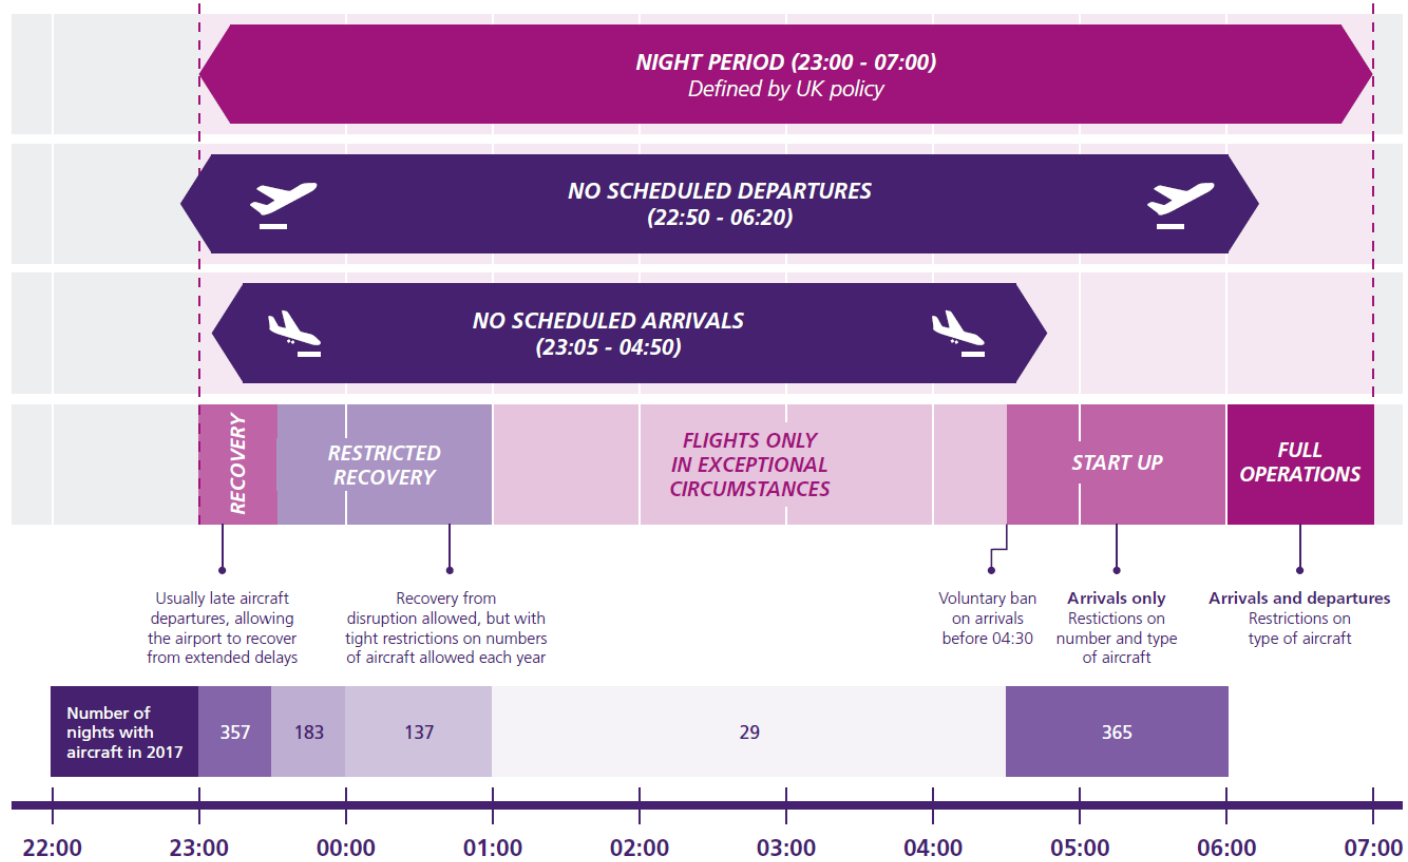 NIGHT PERIOD (23:00 - 07:00)
Defined by UK policy
NO SCHEDULED DEPARTURES
(22:50 - 06:20)
NO SCHEDULED ARRIVALS
(23:05 - 04:50)
RECOVERY
RESTRICTED
RECOVERY
FLIGHTS ONLY
IN EXCEPTIONAL
CIRCUMSTANCES
START UP
FULL
OPERATIONS
Usually late aircraft
departures, allowing
the airport to recover
from extended delays
Recovery from
disruption allowed, but with
tight restrictions on numbers
of aircraft allowed each year
Voluntary ban
on arrivals
before 04:30
Arrivals only
Restictions on
number and type
of aircraft
Arrivals and departures
Restrictions on
type of aircraft
Number of
nights with
aircraft in 2017
357
183
137
29
365
22:00
23:00
00:00
01:00
02:00
03:00
04:00
05:00
06:00
07:00